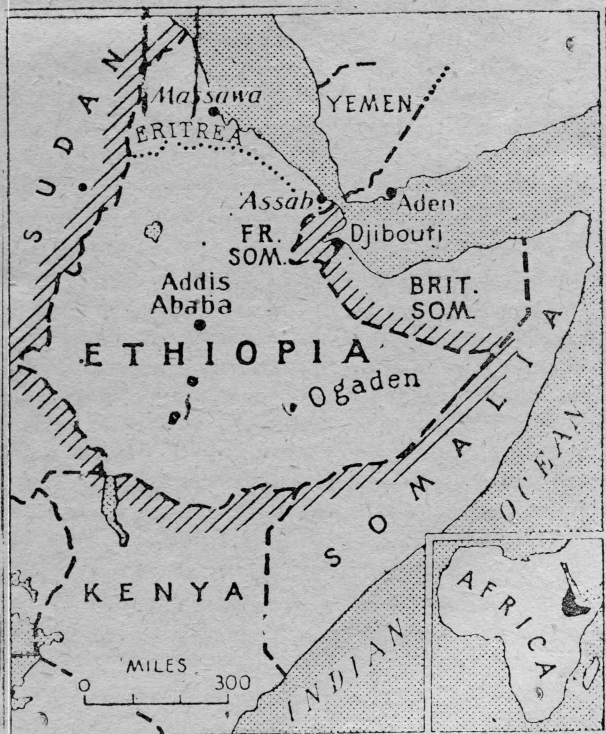 SUDAN
Massawa
ERITREA
YEMEN
Assab
Aden
FR.
SOM.
Djibouti
Addis
Ababa
BRIT.
SOM.
ETHIOPIA
Ogaden
SOMALIA
KENYA
INDIAN OCEAN
MILES
0 300
AFRICA